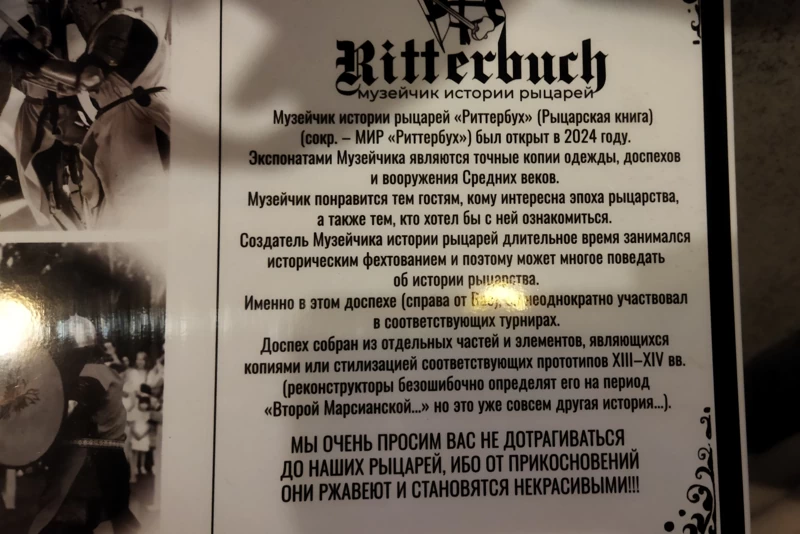 Ritterbuch
музейчик истории рыцарей
Музейчик истории рыцарей «Риттербух» (Рыцарская книга)
(сокр. – МИР «Риттербух») был открыт в 2024 году.
Экспонатами Музейчика являются точные копии одежды, доспехов
и вооружения Средних веков.
Музейчик понравится тем гостям, кому интересна эпоха рыцарства,
а также тем, кто хотел бы с ней ознакомиться.
Создатель Музейчика истории рыцарей длительное время занимался
историческим фехтованием и поэтому может многое поведать
об истории рыцарства.
Именно в этом доспехе (справа от Вас), неоднократно участвовал
в соответствующих турнирах.
Доспех собран из отдельных частей и элементов, являющихся
копиями или стилизацией соответствующих прототипов XIII–XIV вв.
(реконструкторы безошибочно определят его на период
«Второй Марсианской...» но это уже совсем другая история...).
МЫ ОЧЕНЬ ПРОСИМ ВАС НЕ ДОТРАГИВАТЬСЯ
ДО НАШИХ РЫЦАРЕЙ, ИБО ОТ ПРИКОСНОВЕНИЙ
ОНИ РЖАВЕЮТ И СТАНОВЯТСЯ НЕКРАСИВЫМИ!!!